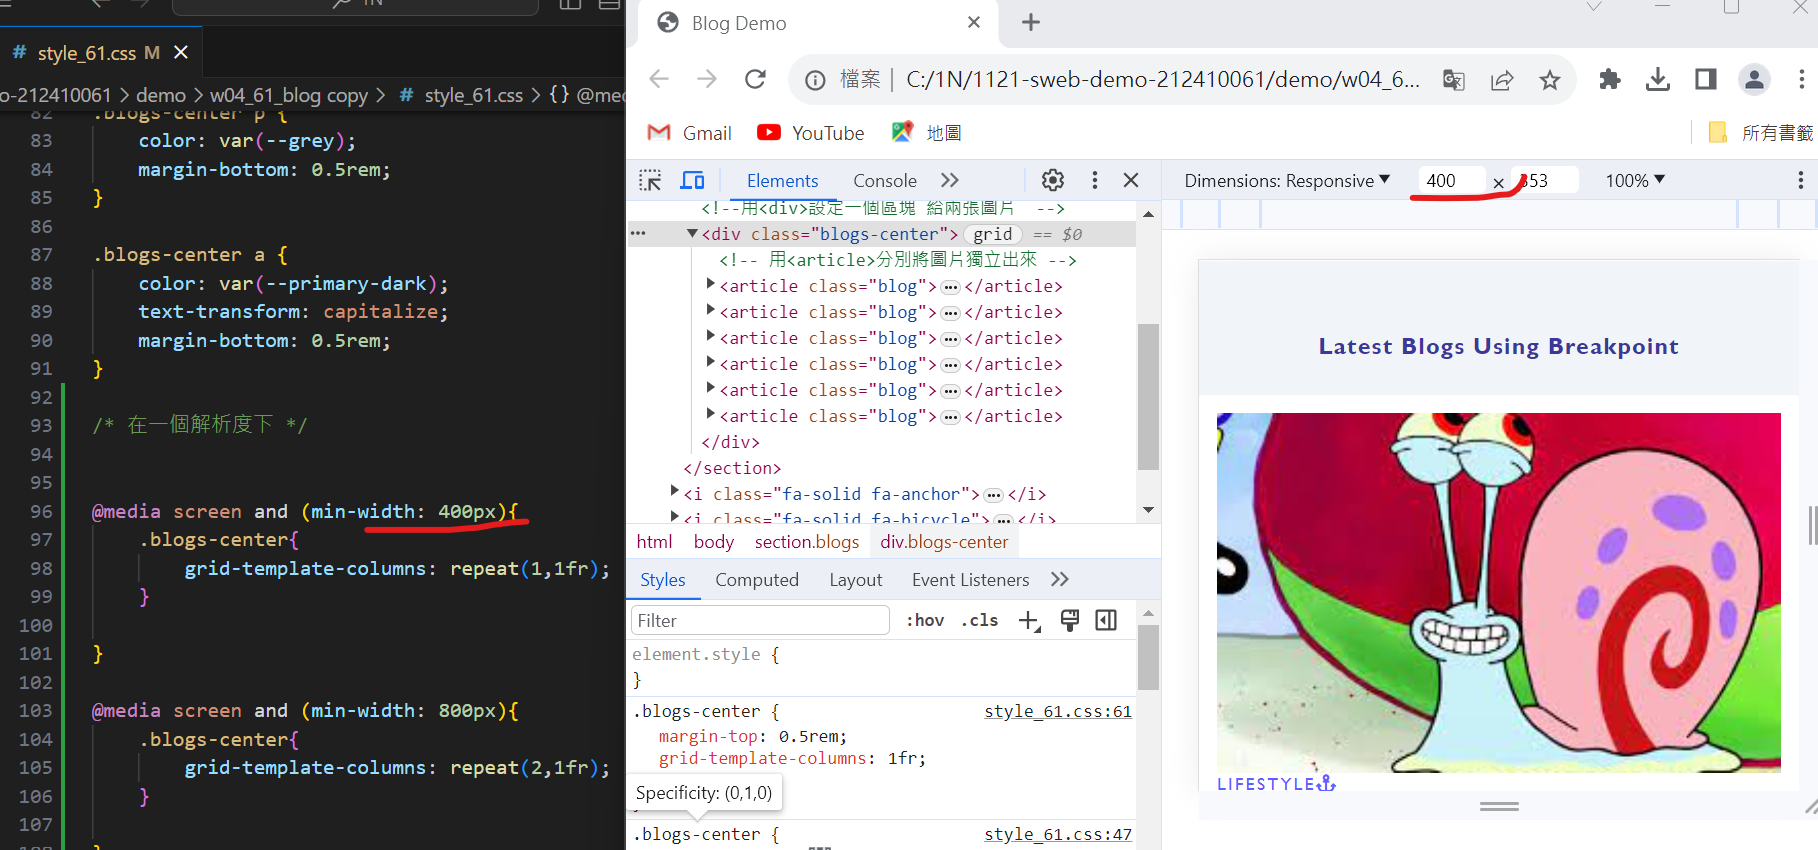 1N
# style_61.css M ×
o-212410061 > demo > w04_61_blog copy > # style_61.css > {} @med
82 .blogs-center p {
83 color: var(--grey);
84 margin-bottom: 0.5rem;
85 }
86
87 .blogs-center a {
88 color: var(--primary-dark);
89 text-transform: capitalize;
90 margin-bottom: 0.5rem;
91 }
92
93 /* 在一個解析度下 */
94
95
96 @media screen and (min-width: 400px){
97 .blogs-center{
98 grid-template-columns: repeat(1,1fr);
99 }
100
101 }
102
103 @media screen and (min-width: 800px){
104 .blogs-center{
105 grid-template-columns: repeat(2,1fr);
106 }
107
Blog Demo
檔案 | C:/1N/1121-sweb-demo-212410061/demo/w04_6...
Gmail YouTube 地圖 所有書籤
Elements Console >>
<!--用<div>設定一個區塊 給兩張圖片 -->
··· ▼<div class="blogs-center"> grid == $0
<!-- 用<article>分別將圖片獨立出來 -->
▶<article class="blog">…</article>
▶<article class="blog">…</article>
▶<article class="blog">…</article>
▶<article class="blog">…</article>
▶<article class="blog">…</article>
▶<article class="blog">…</article>
</div>
</section>
▶<i class="fa-solid fa-anchor">…</i>
▶<i class="fa-solid fa-bicycle">…</i>
html body section.blogs div.blogs-center
Styles Computed Layout Event Listeners >>
Filter :hov .cls
element.style {
}
.blogs-center { style_61.css:61
margin-top: 0.5rem;
grid-template-columns: 1fr;
Specificity: (0,1,0)
.blogs-center { style_61.css:47
Dimensions: Responsive ▼ 400 × 53 100% ▼
Latest Blogs Using Breakpoint
LIFESTYLE